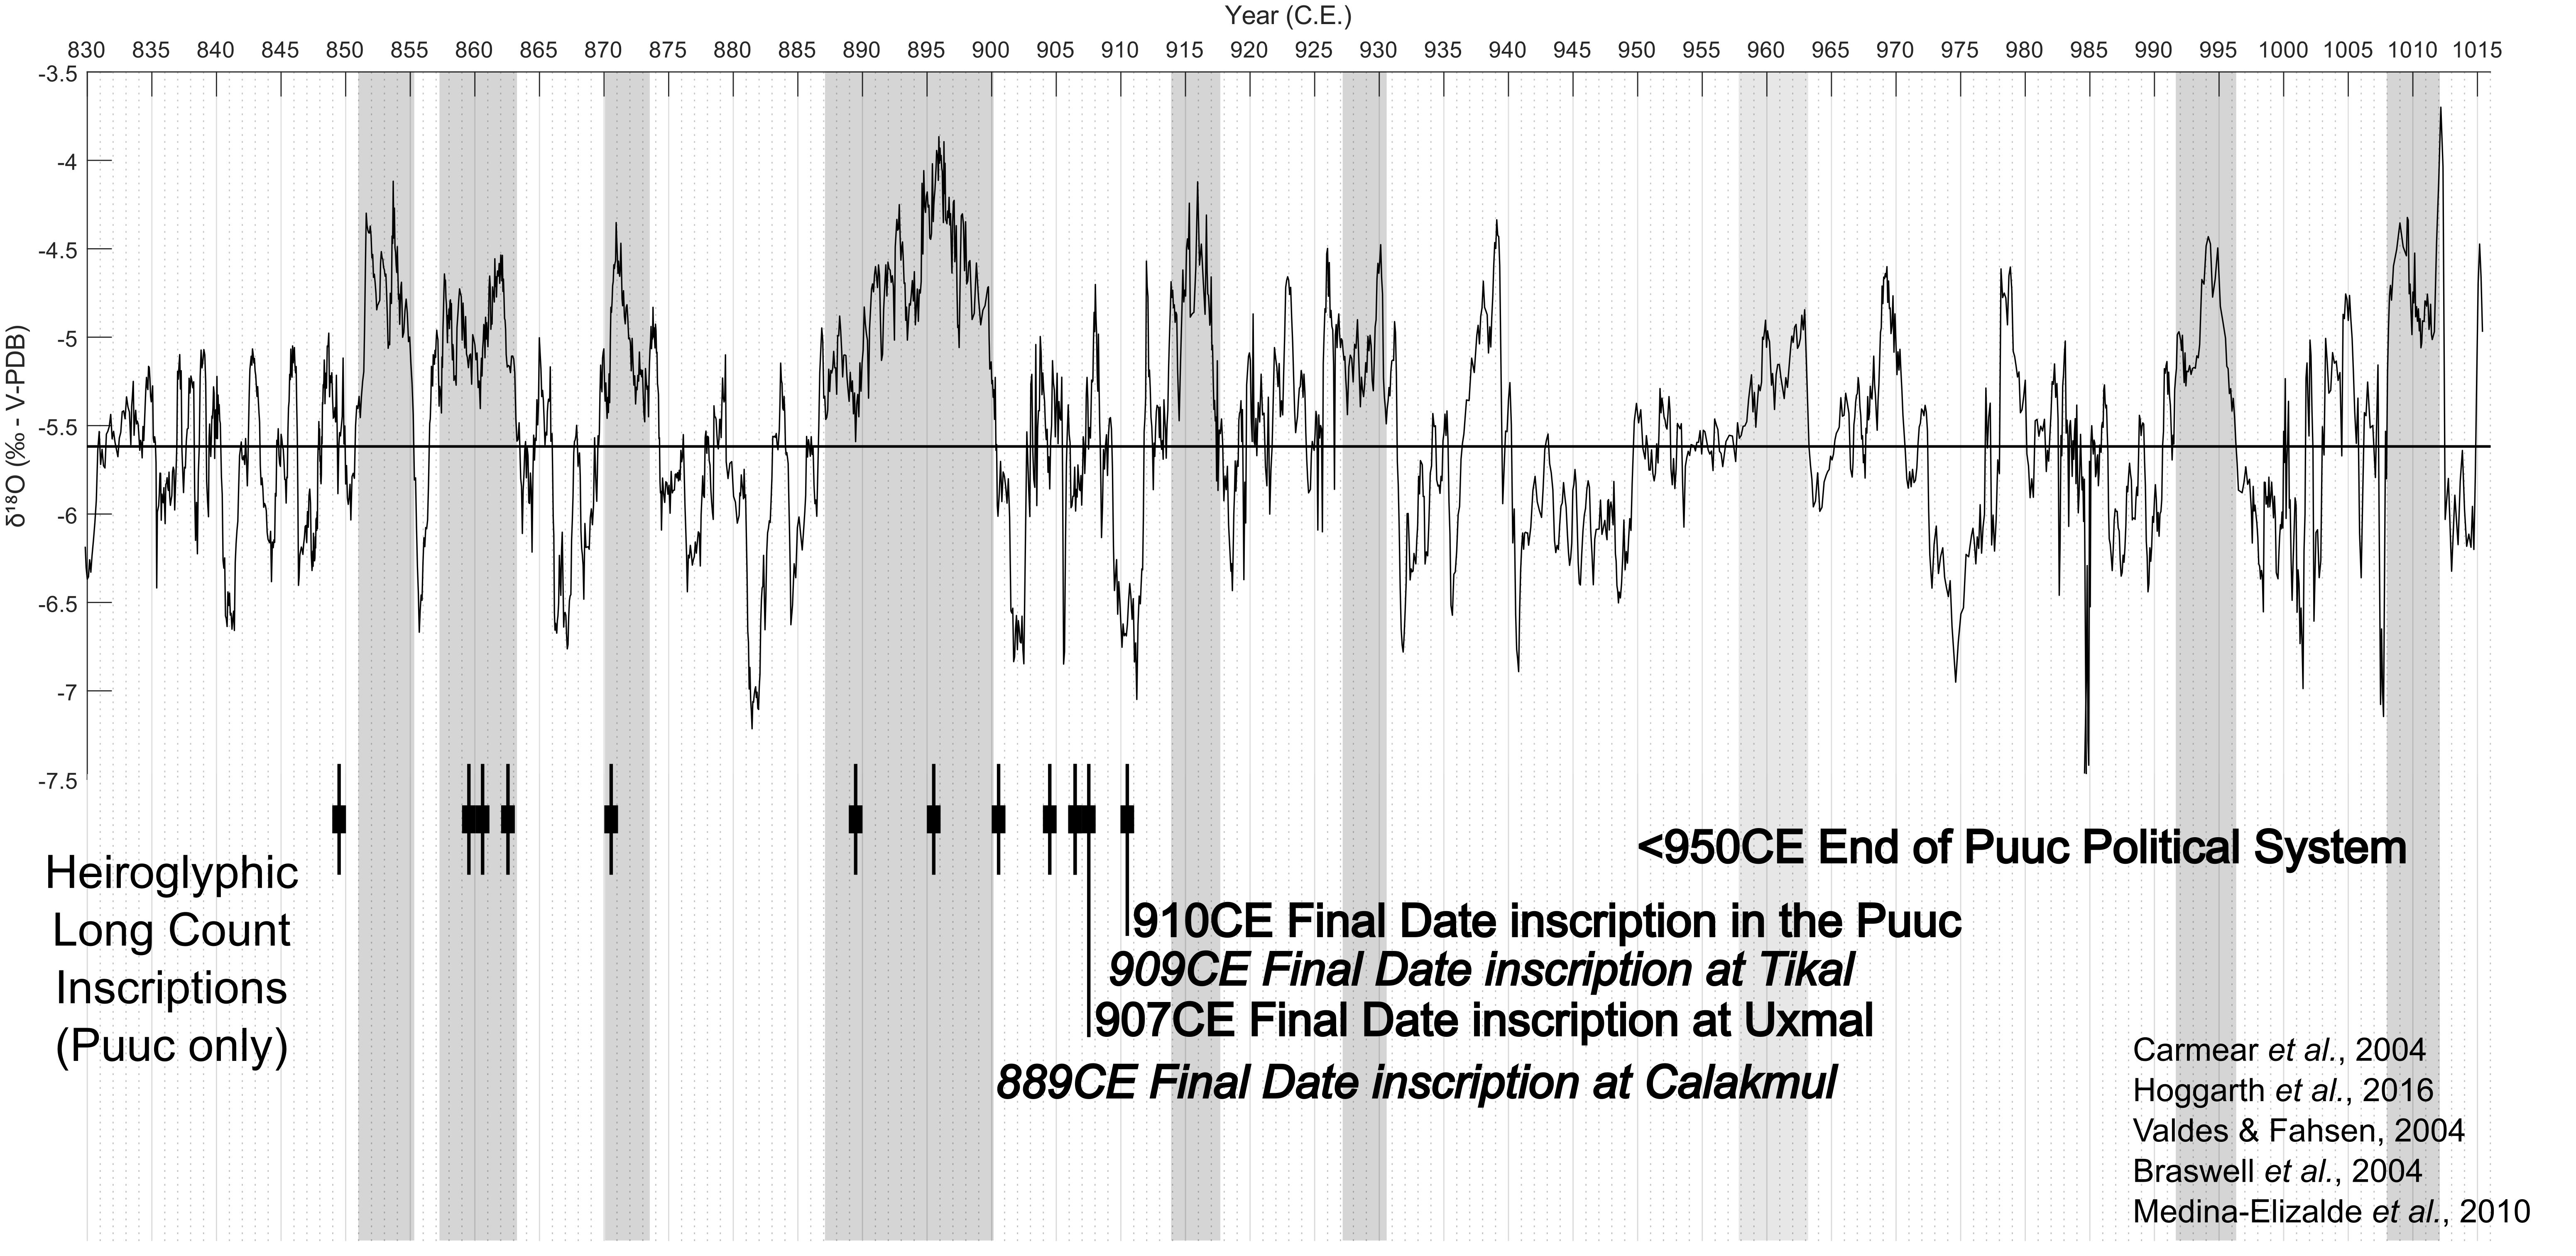 Year (C.E.)
830 835 840 845 850 855 860 865 870 875 880 885 890 895 900 905 910 915 920 925 930 935 940 945 950 955 960 965 970 975 980 985 990 995 1000 1005 1010 1015
-3.5
-4
-4.5
-5
-5.5
-6
-6.5
-7
-7.5
δ¹⁸O (‰ - V-PDB)
Heiroglyphic
Long Count
Inscriptions
(Puuc only)
<950CE End of Puuc Political System
910CE Final Date inscription in the Puuc
909CE Final Date inscription at Tikal
907CE Final Date inscription at Uxmal
889CE Final Date inscription at Calakmul
Carmear et al., 2004
Hoggarth et al., 2016
Valdes & Fahsen, 2004
Braswell et al., 2004
Medina-Elizalde et al., 2010